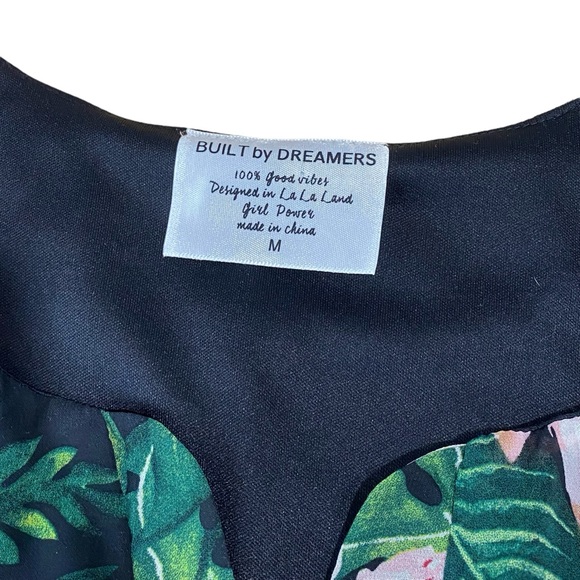 BUILT by DREAMERS
100% good vibes
Designed in La La Land
Girl Power
made in china
M